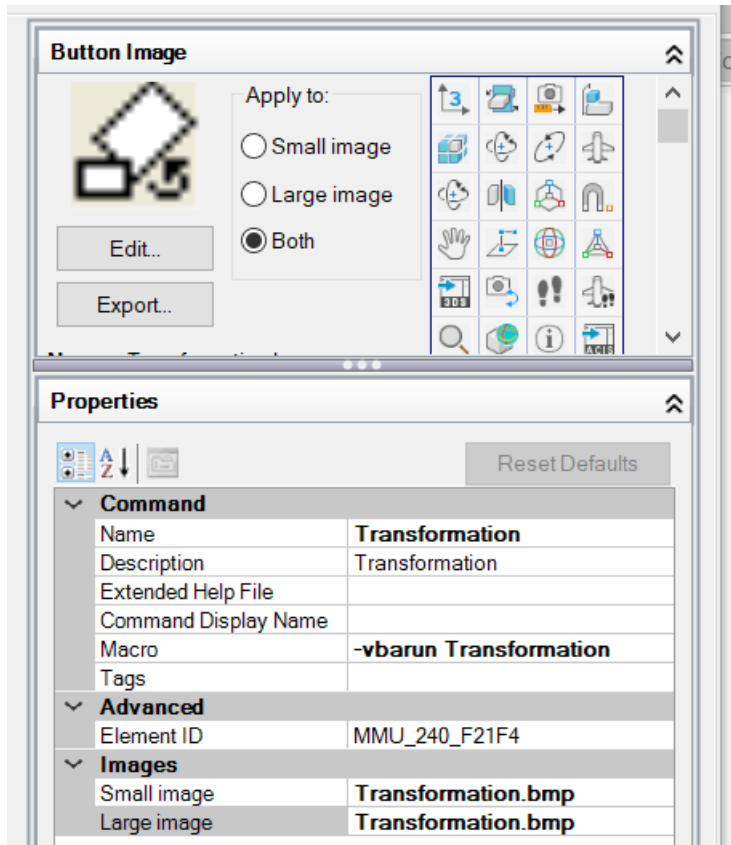 Button Image
Apply to:
Small image
Large image
Both
Edit...
Export...
Properties
Reset Defaults
Command
Name Transformation
Description Transformation
Extended Help File
Command Display Name
Macro -vbarun Transformation
Tags
Advanced
Element ID MMU_240_F21F4
Images
Small image Transformation.bmp
Large image Transformation.bmp